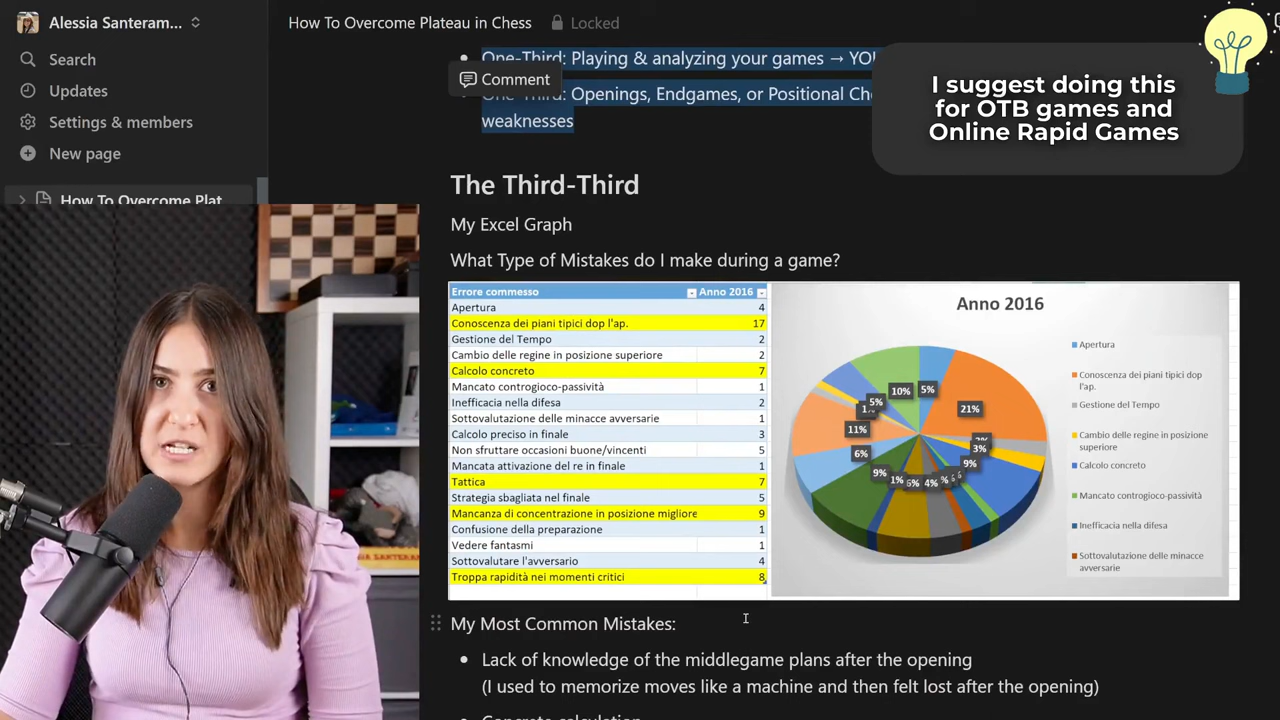 Alessia Santeram...
Search
Updates
Settings & members
New page
How To Overcome Plat
How To Overcome Plateau in Chess
Locked
One-Third: Playing & analyzing your games → YOU
Comment
One-Third: Openings, Endgames, or Positional Che
weaknesses
I suggest doing this
for OTB games and
Online Rapid Games
The Third-Third
My Excel Graph
What Type of Mistakes do I make during a game?
Errore commesso Anno 2016
Apertura 4
Conoscenza dei piani tipici dop l'ap. 17
Gestione del Tempo 2
Cambio delle regine in posizione superiore 2
Calcolo concreto 7
Mancato controgioco-passività 1
Inefficacia nella difesa 2
Sottovalutazione delle minacce avversarie 1
Calcolo preciso in finale 3
Non sfruttare occasioni buone/vincenti 5
Mancata attivazione del re in finale 1
Tattica 7
Strategia sbagliata nel finale 5
Mancanza di concentrazione in posizione migliore 9
Confusione della preparazione 1
Vedere fantasmi 1
Sottovalutare l'avversario 4
Troppa rapidità nei momenti critici 8
Anno 2016
5%
21%
3%
9%
4%
6%
1%
9%
6%
11%
5%
10%
Apertura
Conoscenza dei piani tipici dop
l'ap.
Gestione del Tempo
Cambio delle regine in posizione
superiore
Calcolo concreto
Mancato controgioco-passività
Inefficacia nella difesa
Sottovalutazione delle minacce
avversarie
My Most Common Mistakes:
Lack of knowledge of the middlegame plans after the opening
(I used to memorize moves like a machine and then felt lost after the opening)
Concrete calculation